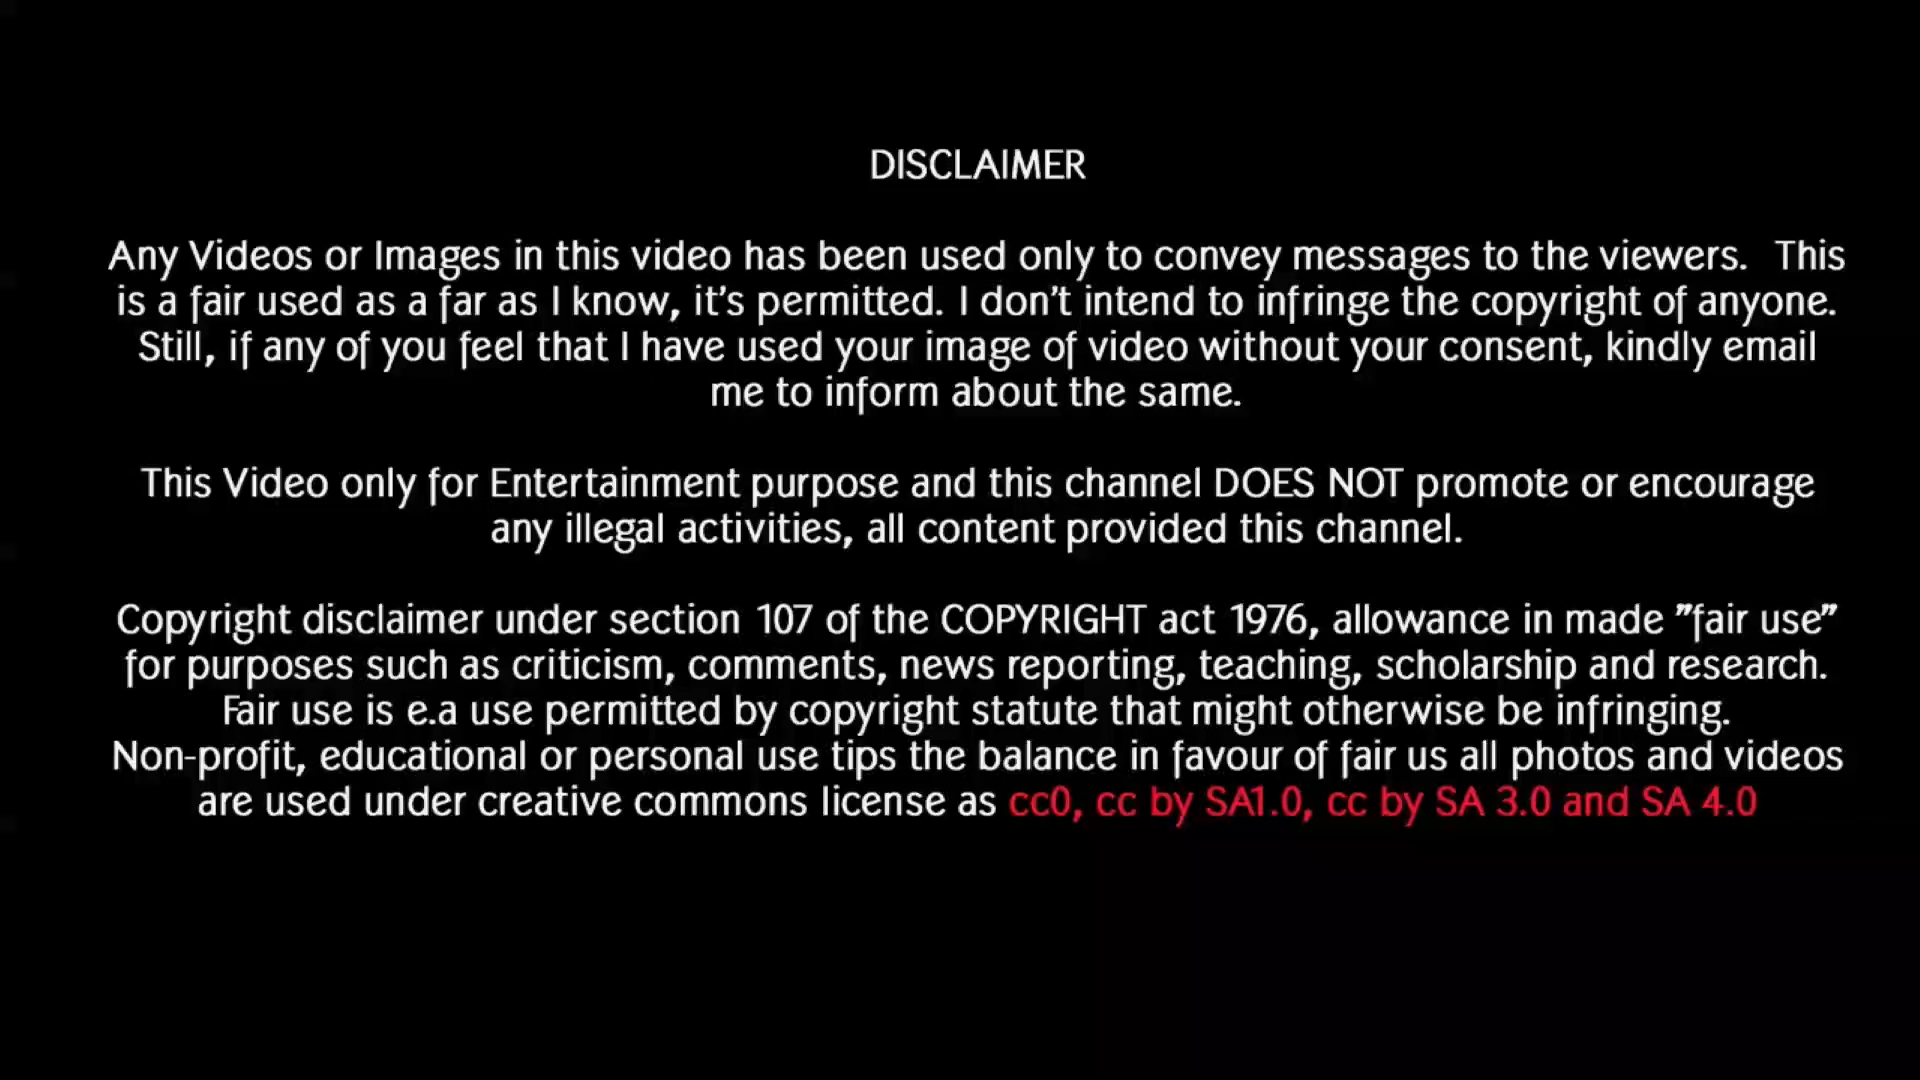 DISCLAIMER
Any Videos or Images in this video has been used only to convey messages to the viewers. This
is a fair used as a far as I know, it's permitted. I don't intend to infringe the copyright of anyone.
Still, if any of you feel that I have used your image of video without your consent, kindly email
me to inform about the same.
This Video only for Entertainment purpose and this channel DOES NOT promote or encourage
any illegal activities, all content provided this channel.
Copyright disclaimer under section 107 of the COPYRIGHT act 1976, allowance in made "fair use"
for purposes such as criticism, comments, news reporting, teaching, scholarship and research.
Fair use is e.a use permitted by copyright statute that might otherwise be infringing.
Non-profit, educational or personal use tips the balance in favour of fair us all photos and videos
are used under creative commons license as cc0, cc by SA1.0, cc by SA 3.0 and SA 4.0